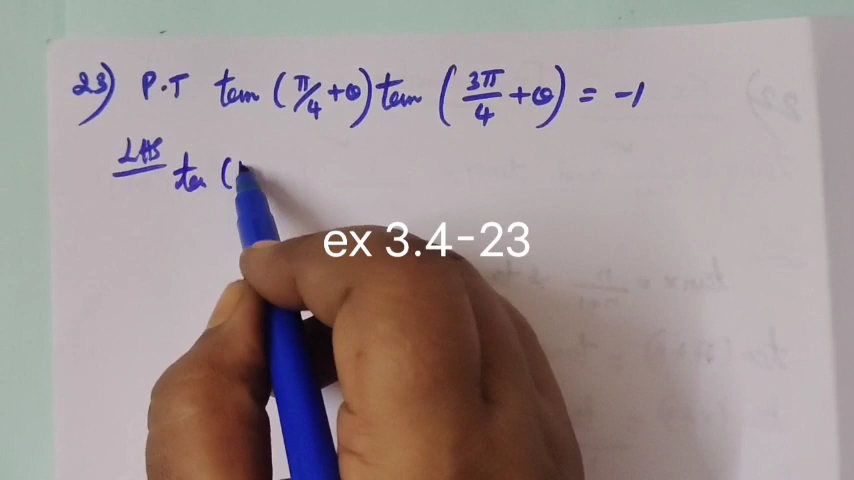 23) P.T tan (π/4 + θ) tan (3π/4 + θ) = -1
LHS tan (
ex 3.4-23